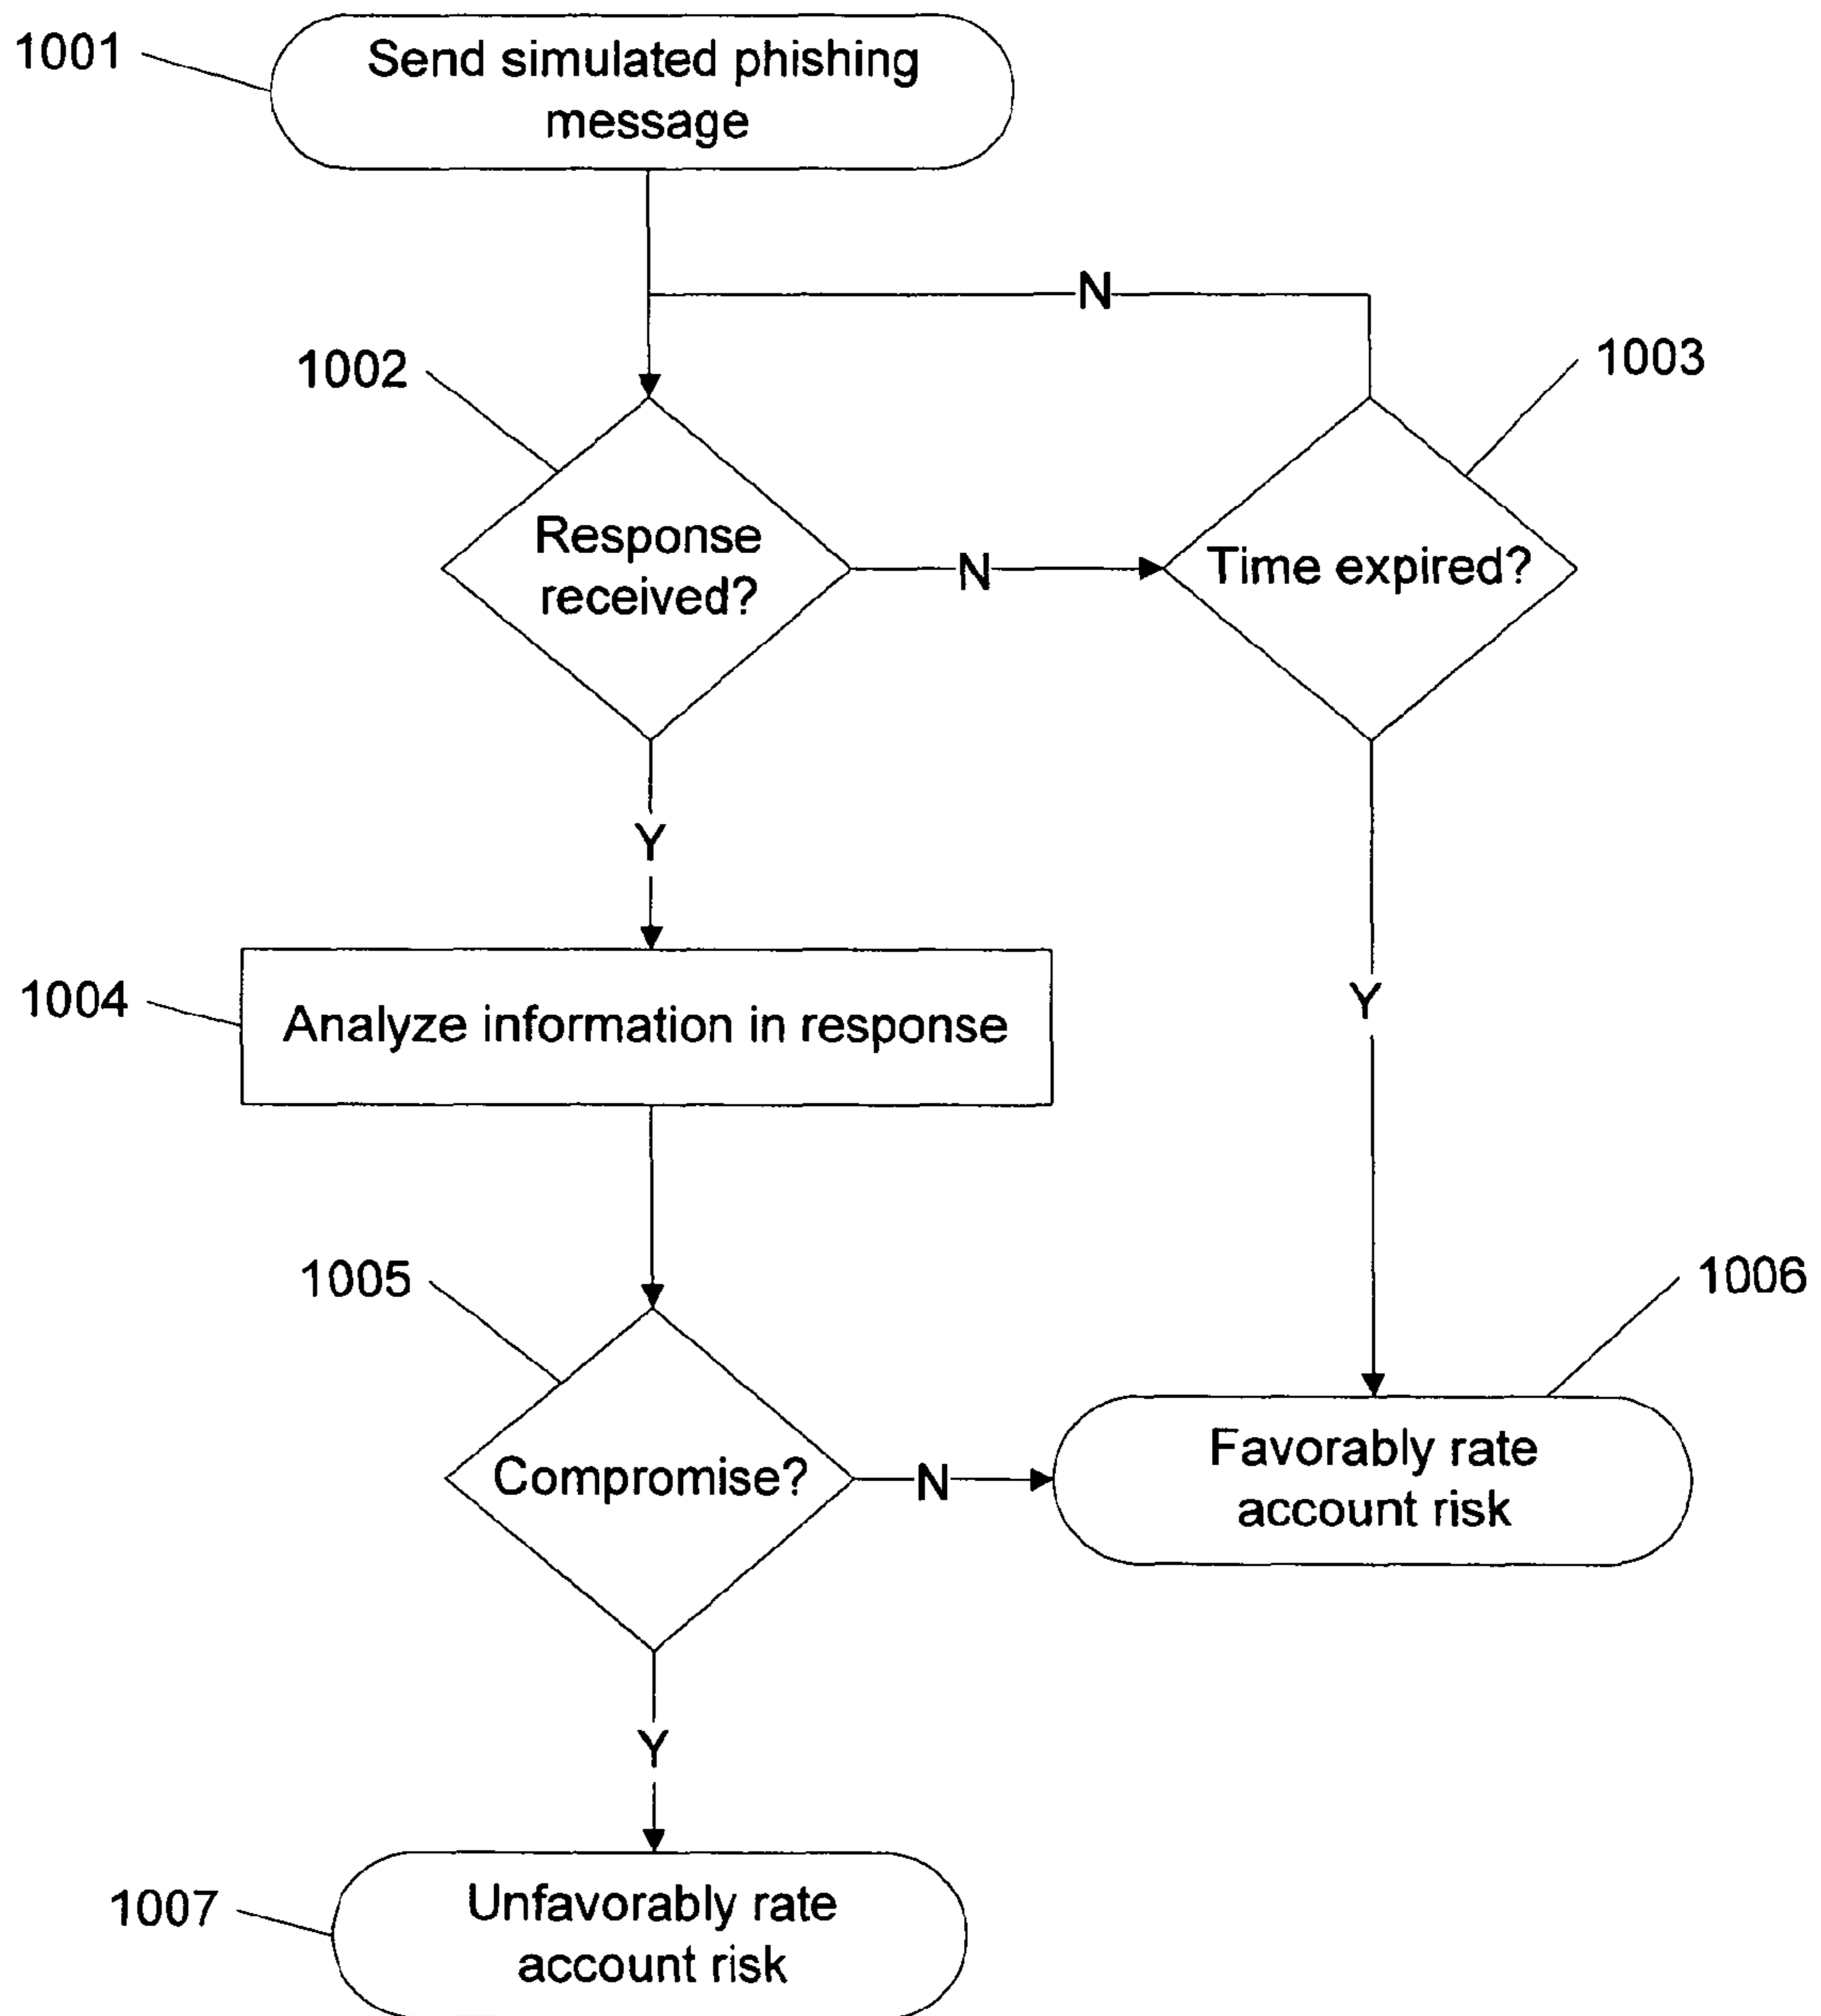 1001
Send simulated phishing
message
N
1002
1003
Response
received?
N
Time expired?
Y
1004
Analyze information in response
Y
1005
1006
Compromise?
N
Favorably rate
account risk
Y
1007
Unfavorably rate
account risk